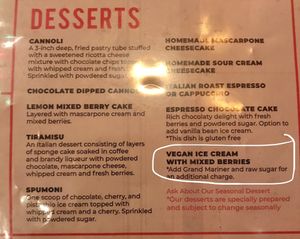 DESSERTS
CANNOLI
A 3-inch deep, fried pastry tube stuffed
with a sweetened ricotta cheese
mixture with chocolate chips topped
with whipped cream and fresh
Sprinkled with powdered sugar.
CHOCOLATE DIPPED CANNOLI
LEMON MIXED BERRY CAKE
Layered with mascarpone cream and
mixed berries.
TIRAMISU
An Italian dessert consisting of layers
of sponge cake soaked in coffee
and brandy liqueur with powdered
chocolate, mascarpone cheese,
whipped cream and fresh
SPUMONI
One scoop of chocolate, cherry, and
pistachio ice cream topped with
whipped cream and a cherry. Sprinkled
with powdered sugar.
HOMEMADE MASCARPONE
CHEESECAKE
HOMEMADE SOUR CREAM
CHEESECAKE
ITALIAN ROAST ESPRESSO
OR CAPPUCCINO
ESPRESSO CHOCOLATE CAKE
Rich chocolate delight with fresh
berries and powdered sugar. Option to
add vanilla bean ice cream.
*This dish is gluten free
VEGAN ICE CREAM
WITH MIXED BERRIES
*Add Grand Mariner and raw sugar for
an additional charge.
Ask About Our Seasonal Dessert
*Our desserts are specially prepared
and subject to change seasonally